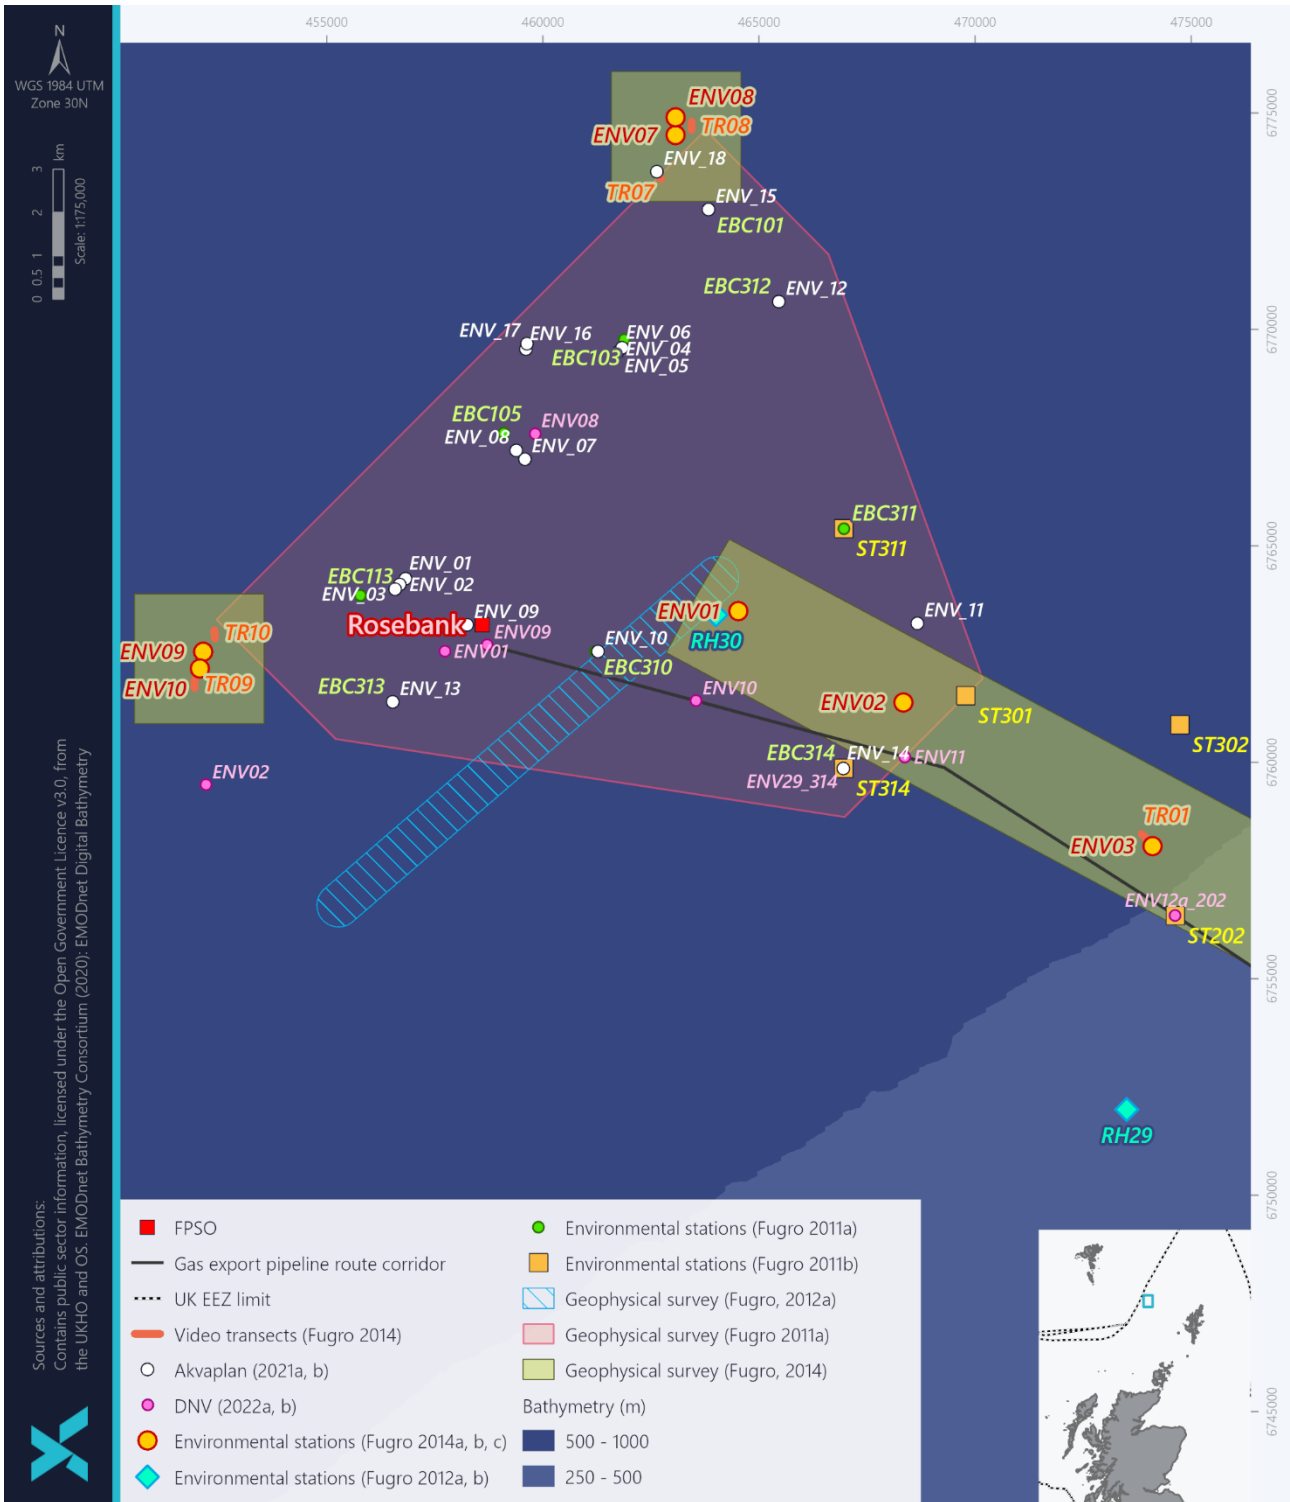 N
WGS 1984 UTM
Zone 30N
0 0.5 1 2 3 km
Scale: 1:175,000
Sources and attributions:
Contains public sector information, licensed under the Open Government Licence v3.0, from
the UKHO and OS. EMODnet Bathymetry Consortium (2020): EMODnet Digital Bathymetry
455000
460000
465000
470000
475000
6775000
6770000
6765000
6760000
6755000
6750000
6745000
ENV08
ENV07
TR08
ENV_18
TR07
ENV_15
EBC101
EBC312
ENV_12
ENV_17
ENV_16
ENV_06
ENV_04
EBC103
ENV_05
EBC105
ENV08
ENV_08
ENV_07
EBC311
ST311
ENV_01
EBC113
ENV_02
ENV_03
ENV_09
Rosebank
ENV09
ENV01
ENV01
RH30
ENV_11
ENV_10
EBC310
TR10
ENV09
TR09
ENV10
EBC313
ENV_13
ENV10
ENV02
ST301
ST302
EBC314
ENV_14
ENV11
ENV29_314
ST314
ENV02
TR01
ENV03
ENV12a_202
ST202
RH29
FPSO
Gas export pipeline route corridor
UK EEZ limit
Video transects (Fugro 2014)
Akvaplan (2021a, b)
DNV (2022a, b)
Environmental stations (Fugro 2014a, b, c)
Environmental stations (Fugro 2012a, b)
Environmental stations (Fugro 2011a)
Environmental stations (Fugro 2011b)
Geophysical survey (Fugro, 2012a)
Geophysical survey (Fugro 2011a)
Geophysical survey (Fugro, 2014)
Bathymetry (m)
500 - 1000
250 - 500